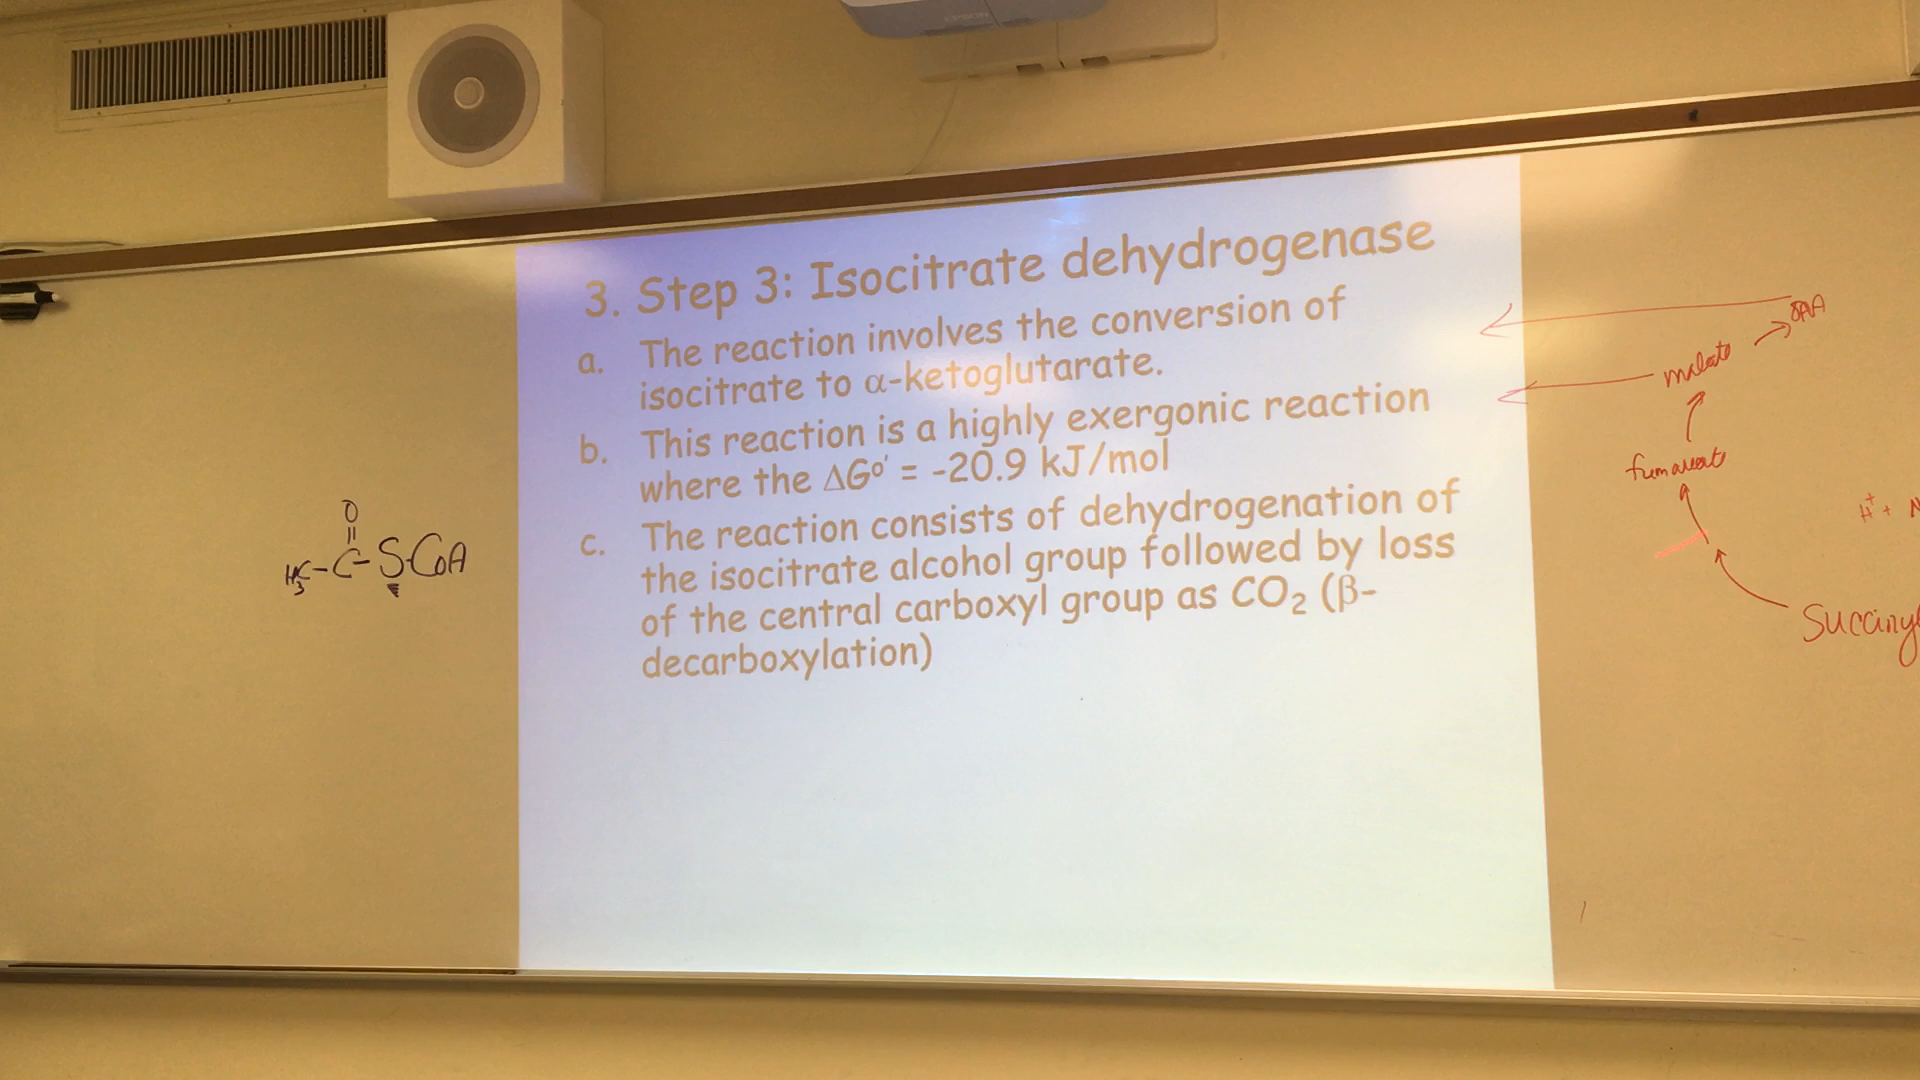 EPSON
3. Step 3: Isocitrate dehydrogenase
a. The reaction involves the conversion of
isocitrate to α-ketoglutarate.
b. This reaction is a highly exergonic reaction
where the ΔG°' = -20.9 kJ/mol
c. The reaction consists of dehydrogenation of
the isocitrate alcohol group followed by loss
of the central carboxyl group as CO₂ (β-
decarboxylation)
O
H₃C-C-S-CoA
OAA
malate
H⁺ +